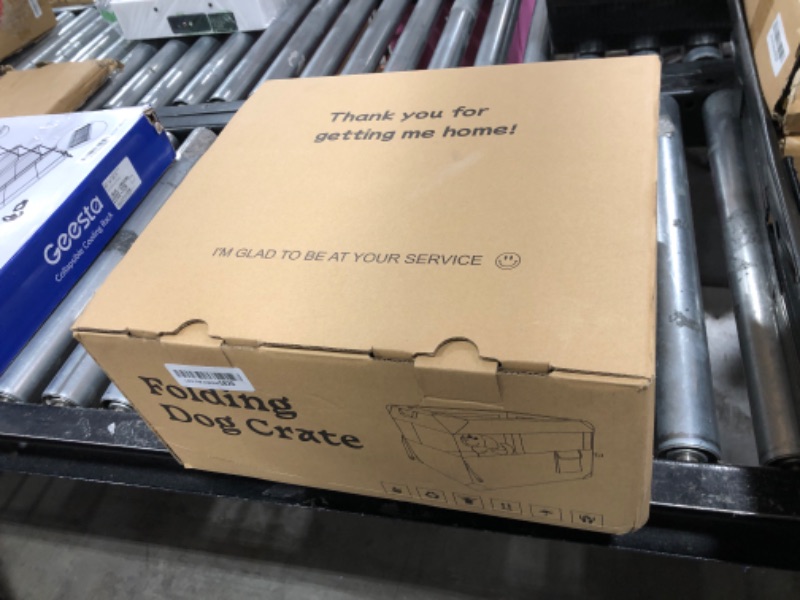 Thank you for
getting me home!
I'M GLAD TO BE AT YOUR SERVICE
Folding
Dog Crate
Geesta
Collapsible Cooling Rack